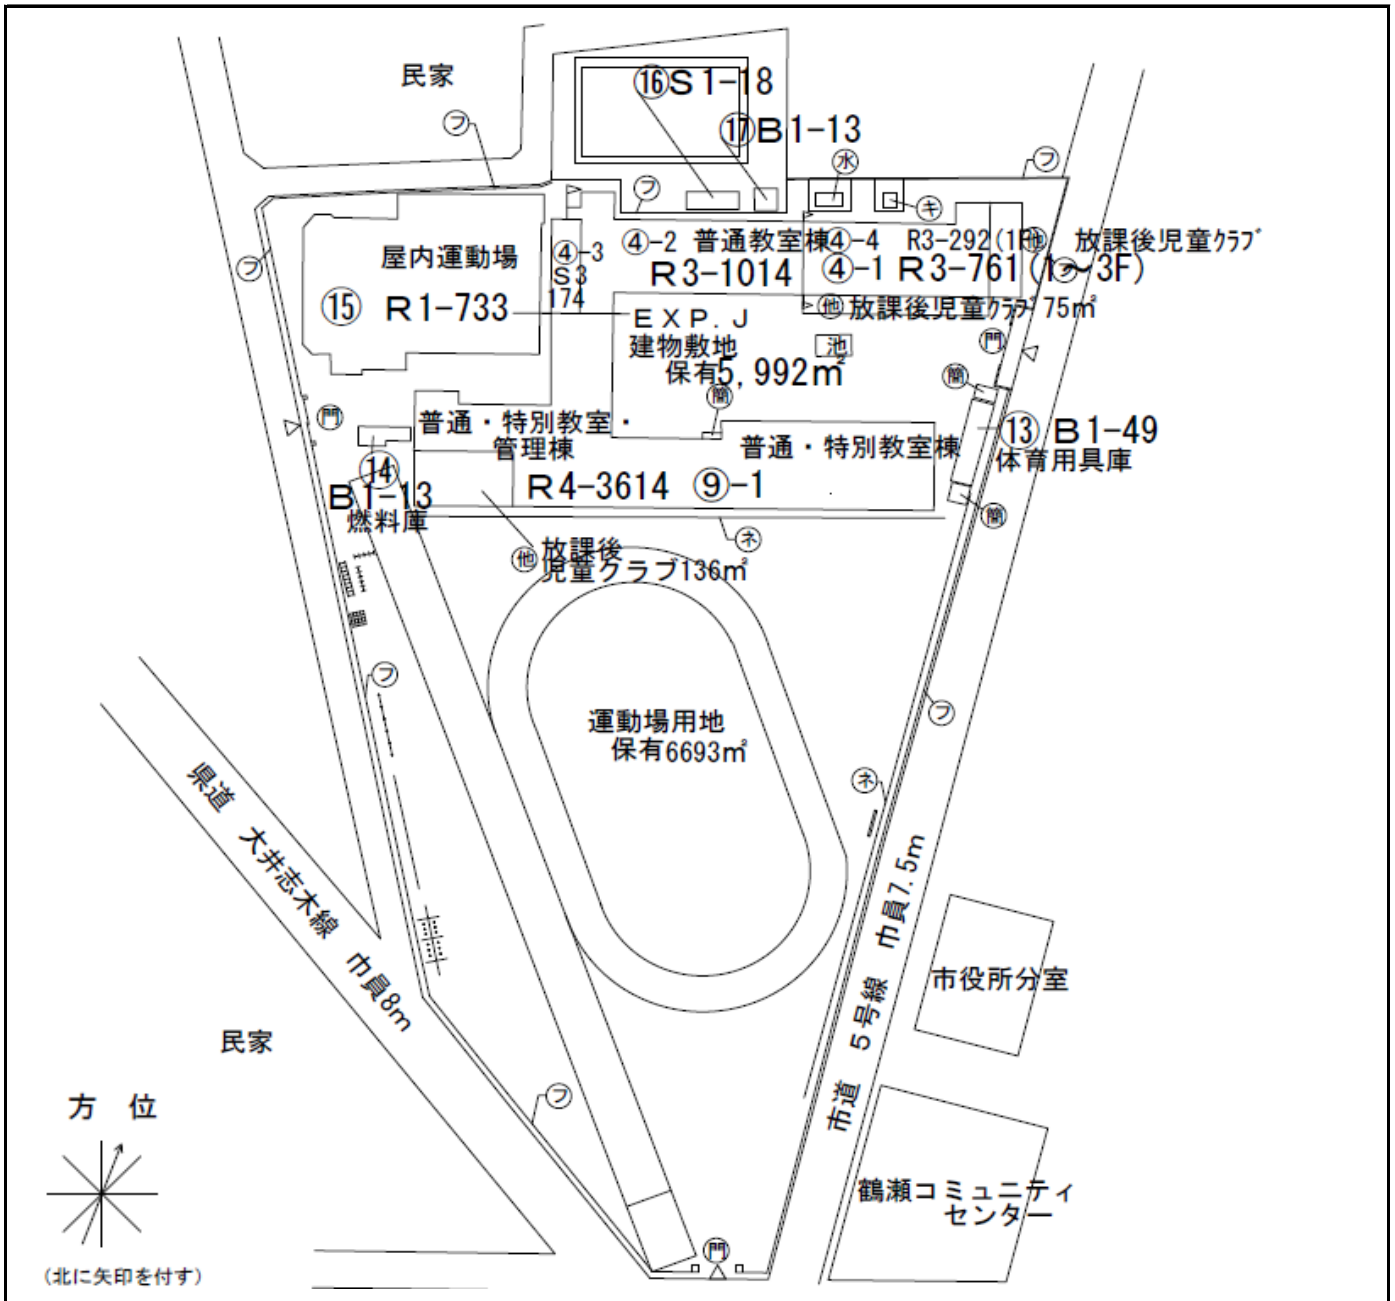 民家
⑯S1-18
⑰B1-13
フ
水
フ
フ
キ
屋内運動場
⑮ R1-733
④-3
S3
174
④-2 普通教室棟
R3-1014
④-4 R3-292(1F)
他 放課後児童クラブ
④-1 R3-761(1~3F)
フ
他 放課後児童クラブ 75㎡
フ
EXP.J
建物敷地
保有5,992㎡
池
門
簡
簡
門
普通・特別教室・
管理棟
普通・特別教室棟
⑬ B1-49
体育用具庫
⑭
B1-13
燃料庫
R4-3614 ⑨-1
簡
ネ
他 放課後
児童クラブ136㎡
フ
運動場用地
保有6693㎡
フ
ネ
県道 大井志木線 巾員8m
市道 5号線 巾員7.5m
市役所分室
民家
フ
方 位
鶴瀬コミュニティ
センター
門
(北に矢印を付す)